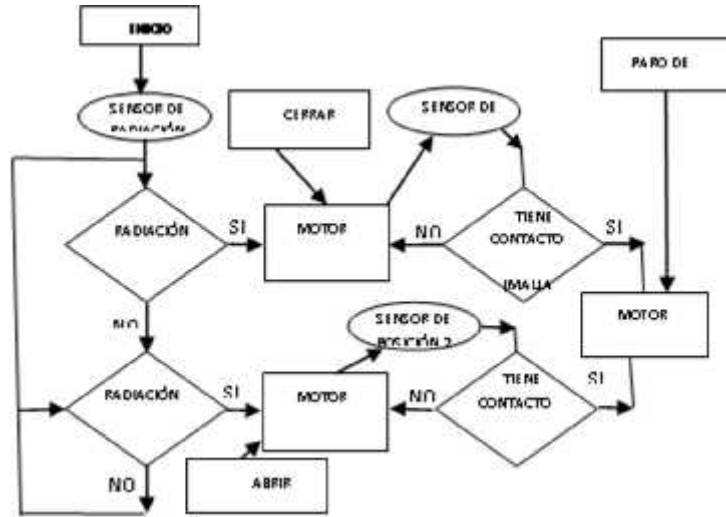 INICIO
PARO DE
SENSOR DE
RADIACIÓN
CERRAR
SENSOR DE
RADIACIÓN
SI
MOTOR
NO
TIENE
CONTACTO
SI
NO
SENSOR DE
POSICIÓN 2
MOTOR
RADIACIÓN
SI
MOTOR
NO
TIENE
CONTACTO
SI
NO
ABRIR